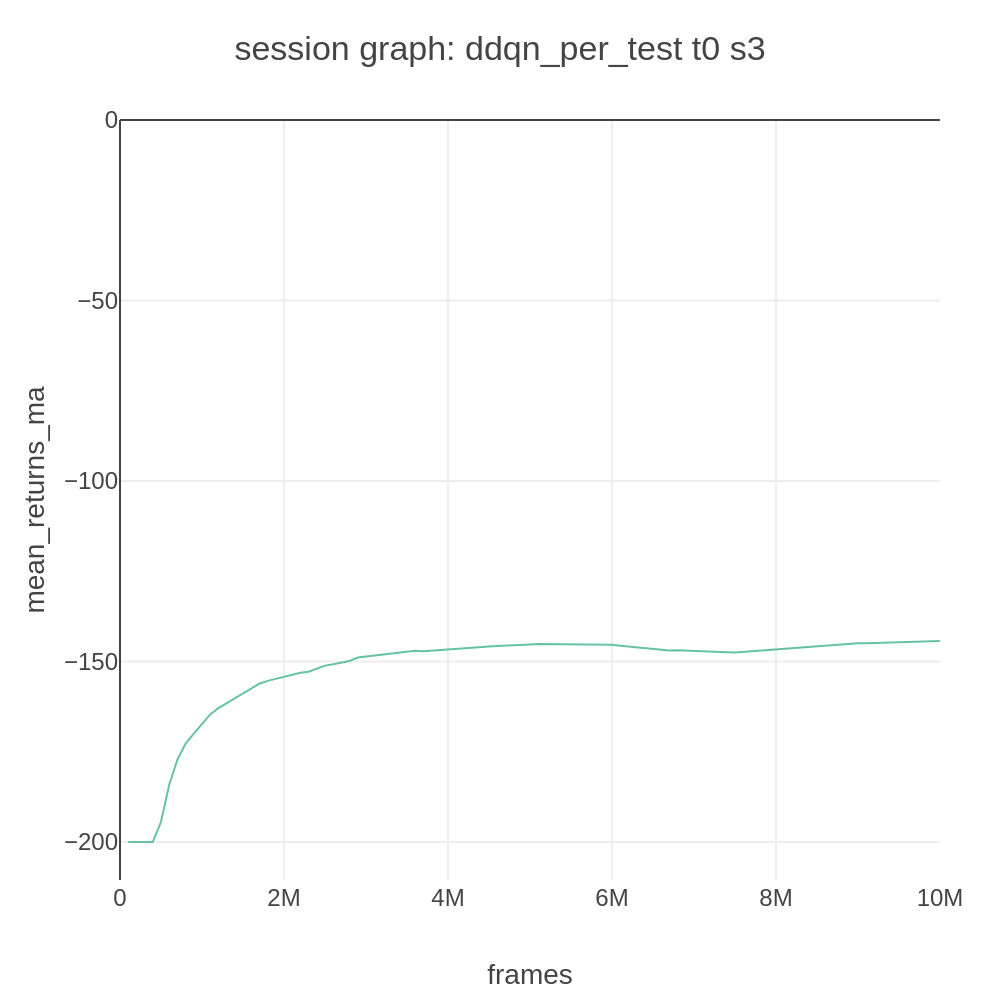 session graph: ddqn_per_test t0 s3
0
−50
−100
−150
−200
mean_returns_ma
0 2M 4M 6M 8M 10M
frames